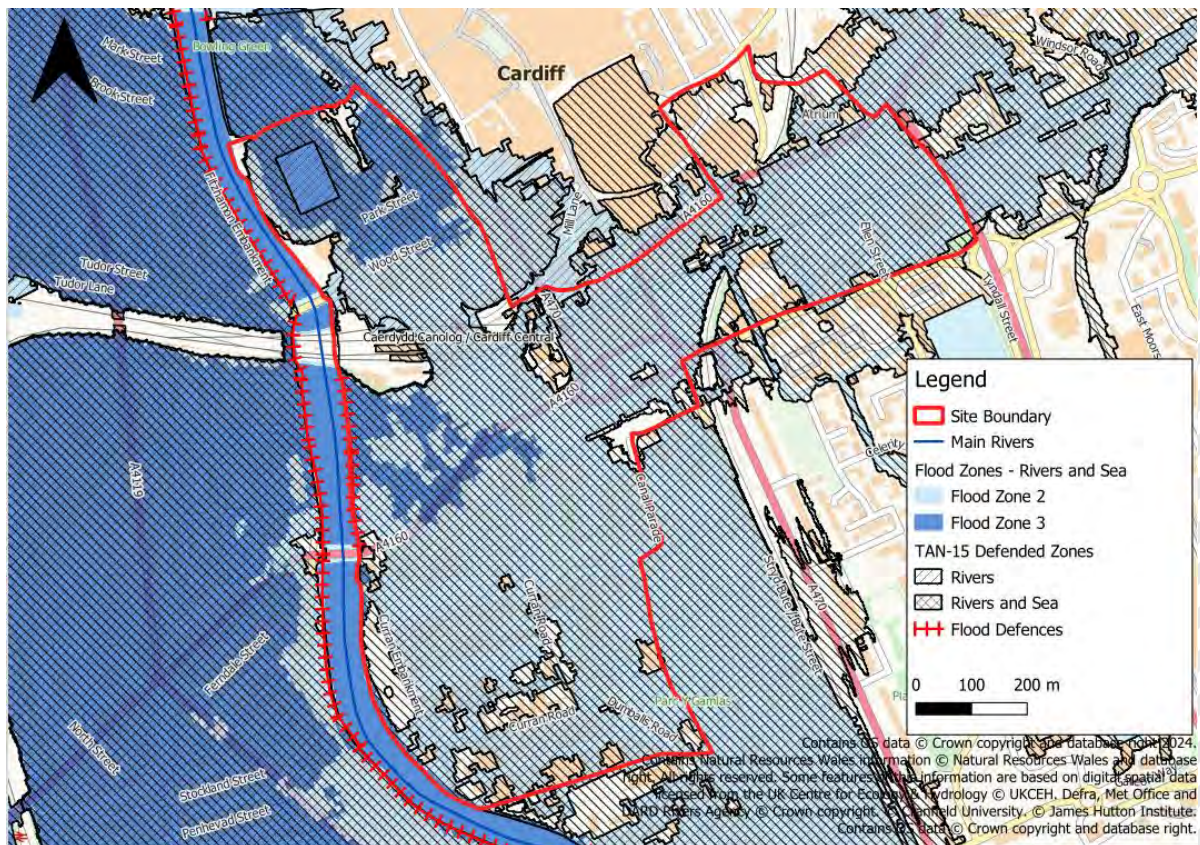 Mark Street
Bowling Green
Brook Street
Cardiff
Windsor Road
Atrium
Fitzhamon Embankment
Park Street
Mill Lane
A4160
Wood Street
Ellen Street
Tudor Street
Tudor Lane
A470
Tyndall Street
East Moors
Caerdydd Canolog / Cardiff Central
A4160
A4119
Canal Parade
Celerity
A4160
Stryd Bute / Bute Street
A470
Curran Road
Ferndale Street
Curran Embankment
Curran Road
Dumballs Road
North Street
Stockland Street
Penhevad Street
Legend
Site Boundary
Main Rivers
Flood Zones - Rivers and Sea
Flood Zone 2
Flood Zone 3
TAN-15 Defended Zones
Rivers
Rivers and Sea
Flood Defences
0 100 200 m
Contains OS data © Crown copyright and database right 2024.
Contains Natural Resources Wales information © Natural Resources Wales and database
right. All rights reserved. Some features of this information are based on digital spatial data
licensed from the UK Centre for Ecology & Hydrology © UKCEH. Defra, Met Office and
DARD Rivers Agency © Crown copyright. © Cranfield University. © James Hutton Institute.
Contains OS data © Crown copyright and database right.